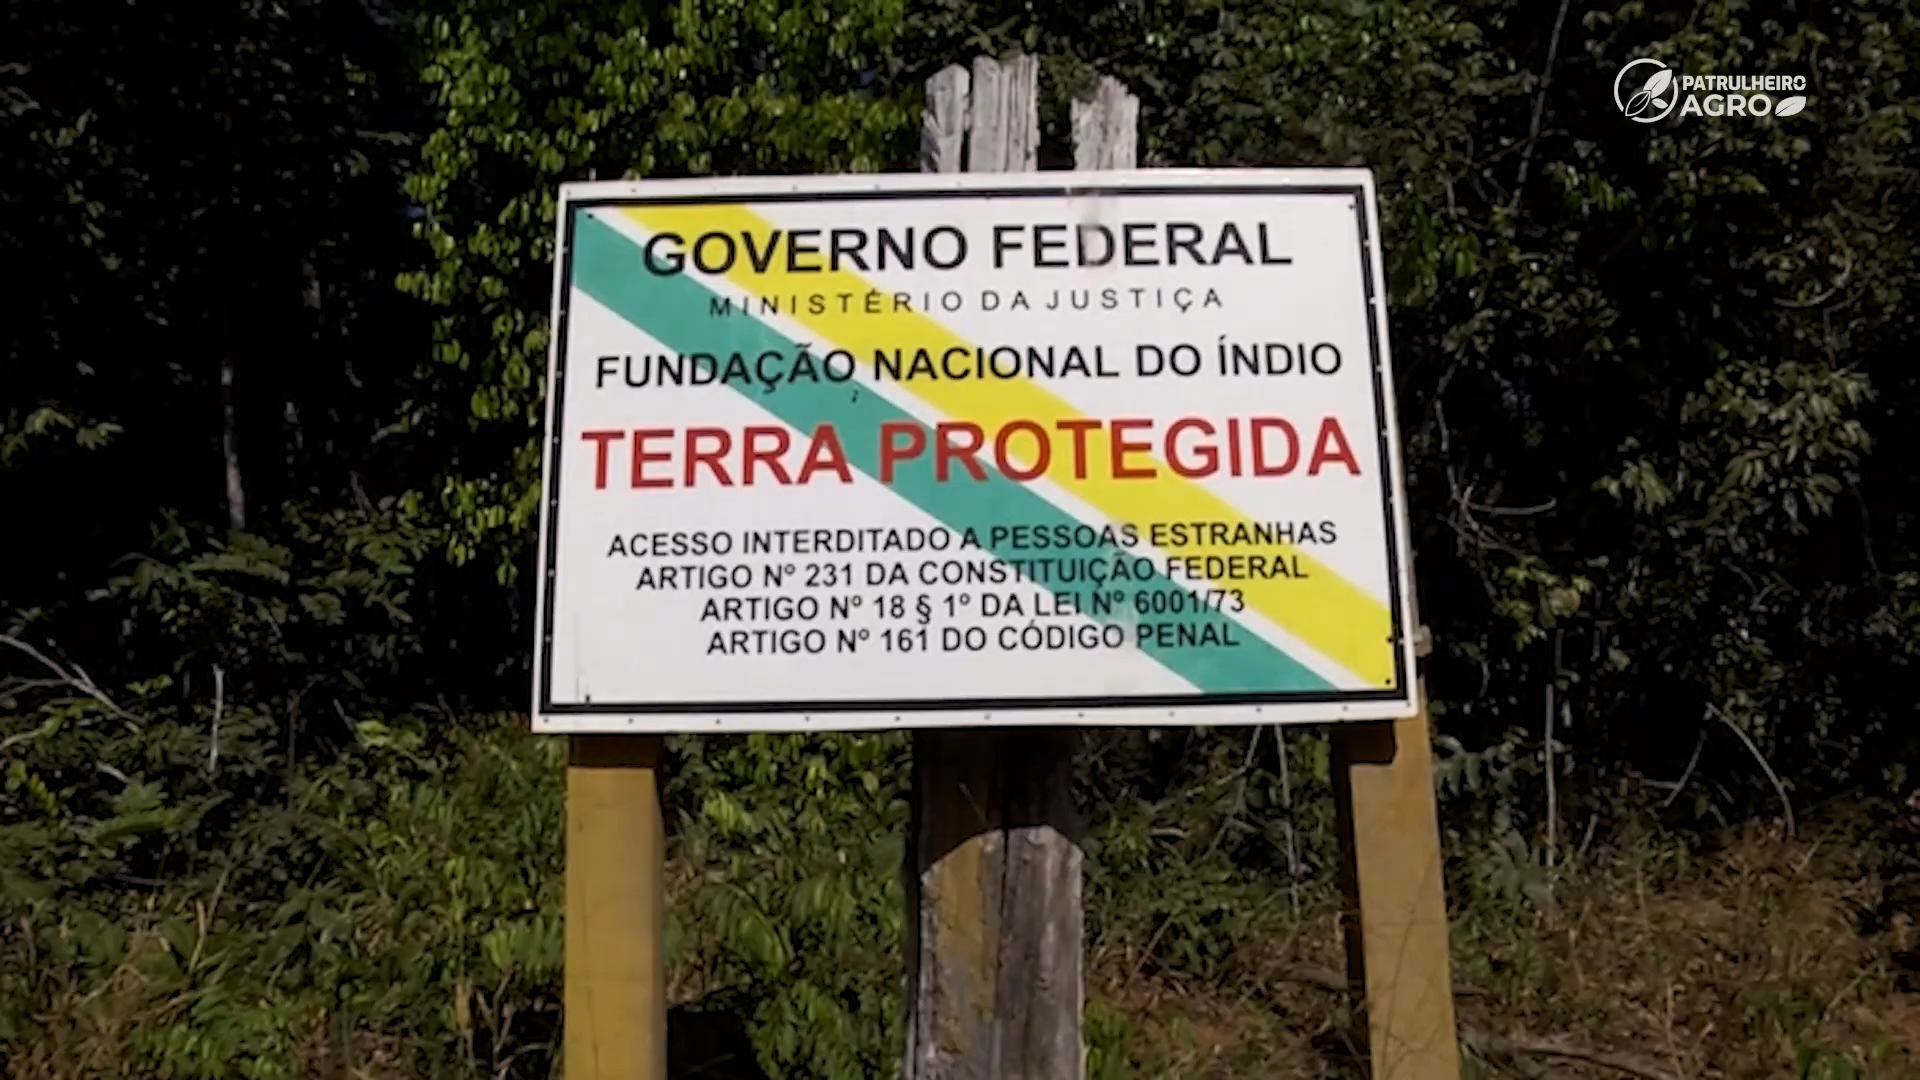 PATRULHEIRO
AGRO
GOVERNO FEDERAL
MINISTÉRIO DA JUSTIÇA
FUNDAÇÃO NACIONAL DO ÍNDIO
TERRA PROTEGIDA
ACESSO INTERDITADO A PESSOAS ESTRANHAS
ARTIGO Nº 231 DA CONSTITUIÇÃO FEDERAL
ARTIGO Nº 18 § 1º DA LEI Nº 6001/73
ARTIGO Nº 161 DO CÓDIGO PENAL